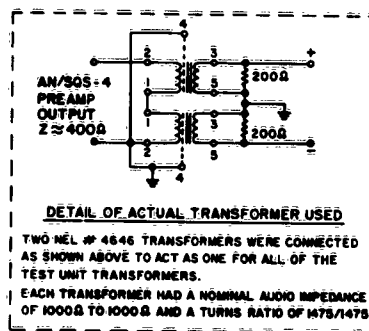 4
2 3 +
AN/SQS-4
PREAMP
OUTPUT
Z ≈ 400Ω
200Ω
1 5
1 3
200Ω
2 5 −
4
DETAIL OF ACTUAL TRANSFORMER USED
TWO NEL # 4646 TRANSFORMERS WERE CONNECTED
AS SHOWN ABOVE TO ACT AS ONE FOR ALL OF THE
TEST UNIT TRANSFORMERS.
EACH TRANSFORMER HAD A NOMINAL AUDIO IMPEDANCE
OF 1000Ω TO 1000Ω AND A TURNS RATIO OF 1475/1475